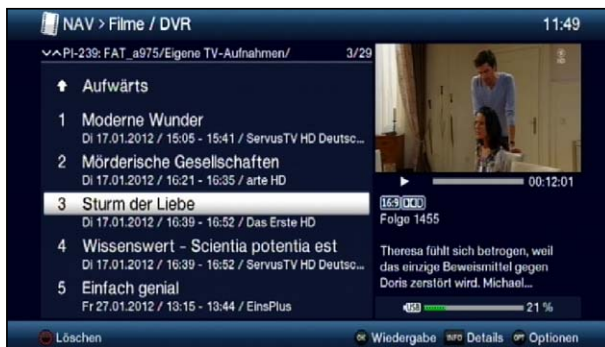 NAV > Filme / DVR
11:49
PI-239: FAT_a975/Eigene TV-Aufnahmen/
3/29
Aufwärts
1 Moderne Wunder
Di 17.01.2012 / 15:05 - 15:41 / ServusTV HD Deutsc...
2 Mörderische Gesellschaften
Di 17.01.2012 / 16:21 - 16:35 / arte HD
3 Sturm der Liebe
Di 17.01.2012 / 16:39 - 16:52 / Das Erste HD
4 Wissenswert - Scientia potentia est
Di 17.01.2012 / 16:39 - 16:52 / ServusTV HD Deutsc...
5 Einfach genial
Fr 27.01.2012 / 13:15 - 13:44 / EinsPlus
00:12:01
16:9
Folge 1455
Theresa fühlt sich betrogen, weil
das einzige Beweismittel gegen
Doris zerstört wird. Michael...
USB 21 %
Löschen
OK Wiedergabe INFO Details OPT Optionen